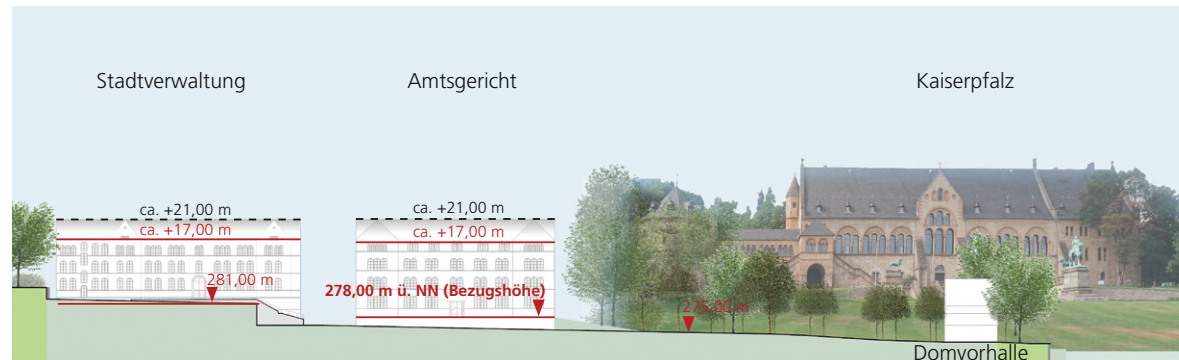 Stadtverwaltung
Amtsgericht
Kaiserpfalz
ca. +21,00 m
ca. +17,00 m
281,00 m
ca. +21,00 m
ca. +17,00 m
278,00 m ü. NN (Bezugshöhe)
275,00 m
Domvorhalle